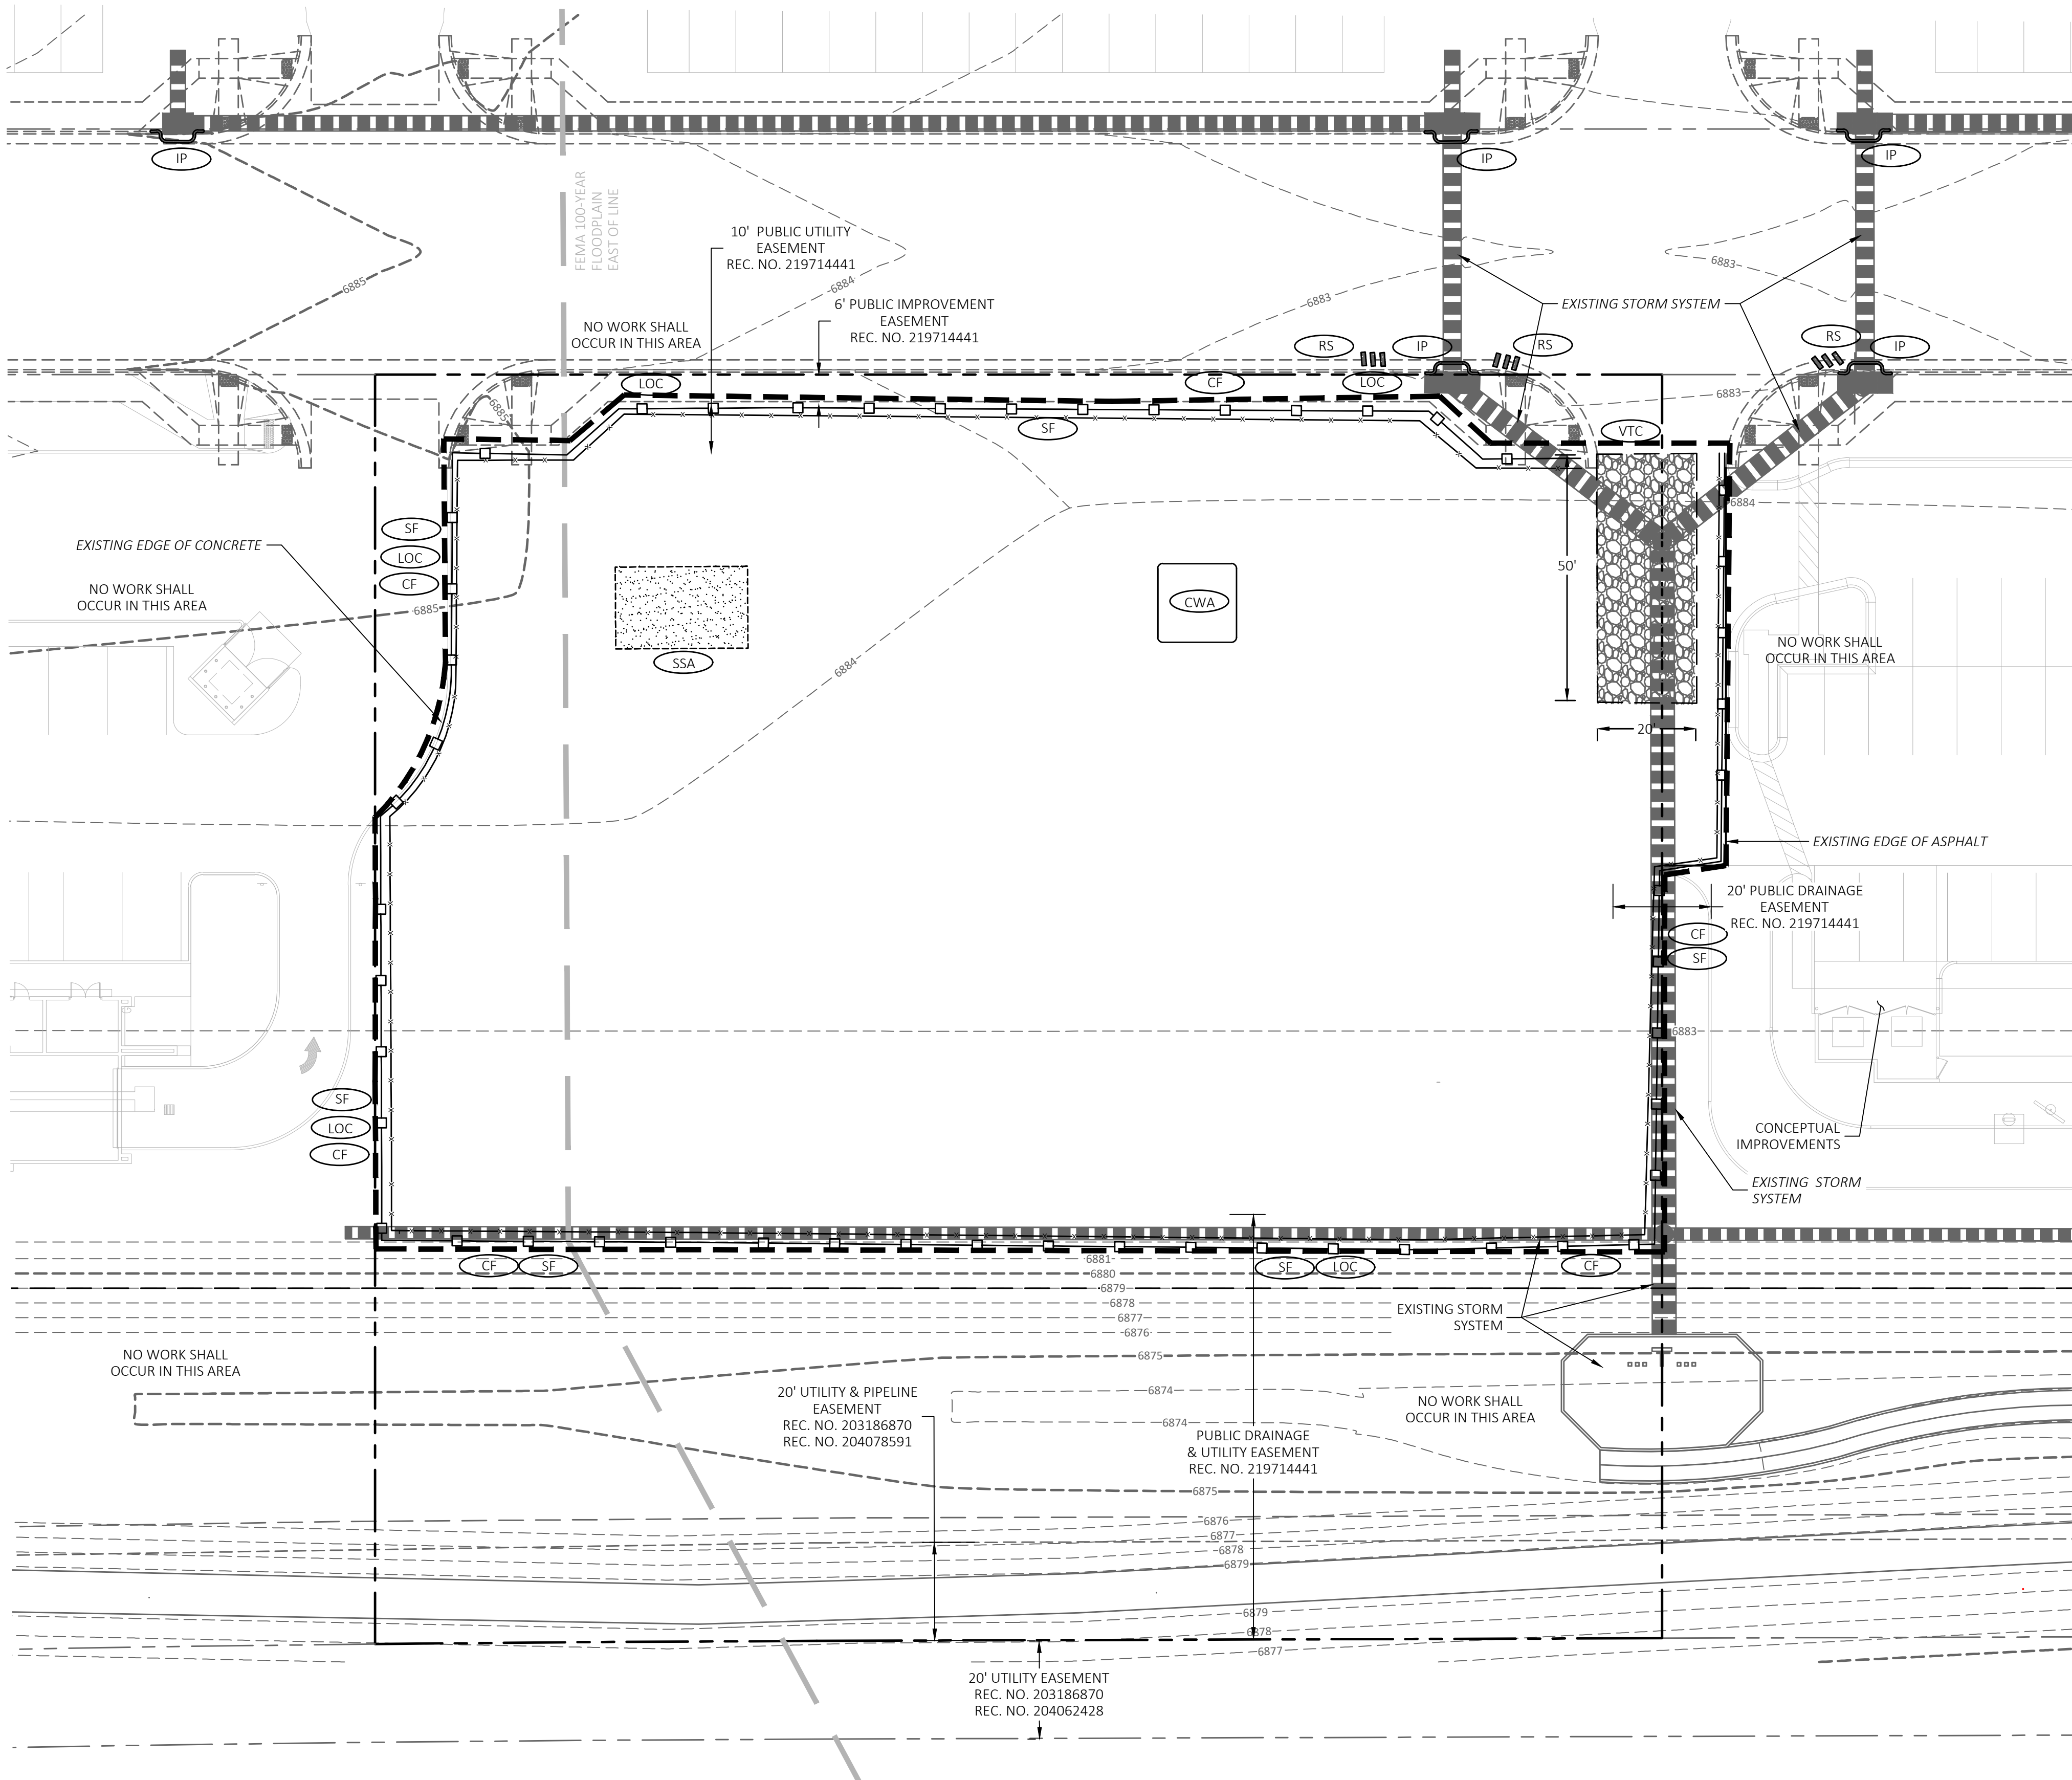 IP
IP
IP
FEMA 100-YEAR
FLOODPLAIN
EAST OF LINE
10' PUBLIC UTILITY
EASEMENT
REC. NO. 219714441
6885
6884
6883
6883
6' PUBLIC IMPROVEMENT
EASEMENT
REC. NO. 219714441
EXISTING STORM SYSTEM
NO WORK SHALL
OCCUR IN THIS AREA
RS
IP
RS
RS
IP
LOC
CF
LOC
6883
6885
SF
VTC
6884
SF
EXISTING EDGE OF CONCRETE
LOC
50'
CF
NO WORK SHALL
OCCUR IN THIS AREA
6885
CWA
SSA
6884
NO WORK SHALL
OCCUR IN THIS AREA
20'
EXISTING EDGE OF ASPHALT
20' PUBLIC DRAINAGE
EASEMENT
REC. NO. 219714441
CF
SF
6883
SF
LOC
CF
CONCEPTUAL
IMPROVEMENTS
EXISTING STORM
SYSTEM
CF
SF
SF
LOC
CF
6881
6880
6879
6878
6877
6876
EXISTING STORM
SYSTEM
NO WORK SHALL
OCCUR IN THIS AREA
6875
20' UTILITY & PIPELINE
EASEMENT
REC. NO. 203186870
REC. NO. 204078591
6874
6874
NO WORK SHALL
OCCUR IN THIS AREA
PUBLIC DRAINAGE
& UTILITY EASEMENT
REC. NO. 219714441
6875
6876
6877
6878
6879
6879
6878
6877
20' UTILITY EASEMENT
REC. NO. 203186870
REC. NO. 204062428